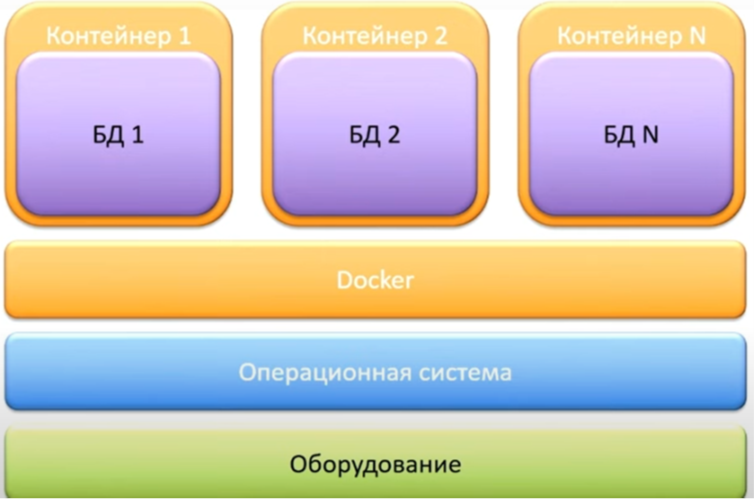 Контейнер 1
Контейнер 2
Контейнер N
БД 1
БД 2
БД N
Docker
Операционная система
Оборудование